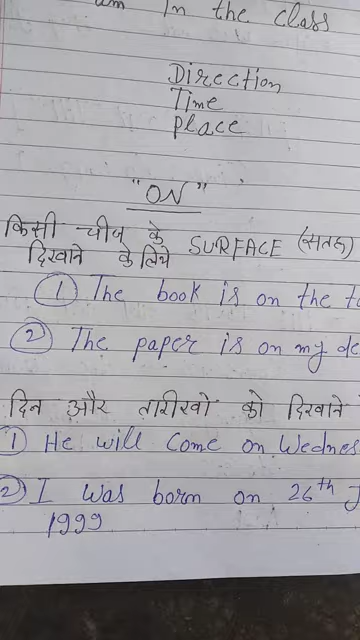 am In the class
Direction
Time
place
"ON"
किसी चीज के SURFACE (सतह)
दिखाने के लिये
① The book is on the
② The paper is on my
दिन और तारीखो को दिखाने
① He will come on
② I was born on 26th
1999